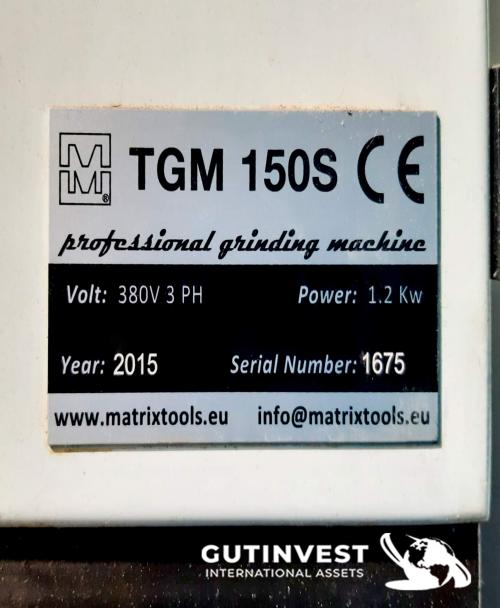 MM® TGM 150S CE
professional grinding machine
Volt: 380V 3 PH Power: 1.2 Kw
Year: 2015 Serial Number: 1675
www.matrixtools.eu info@matrixtools.eu
GUTINVEST
INTERNATIONAL ASSETS